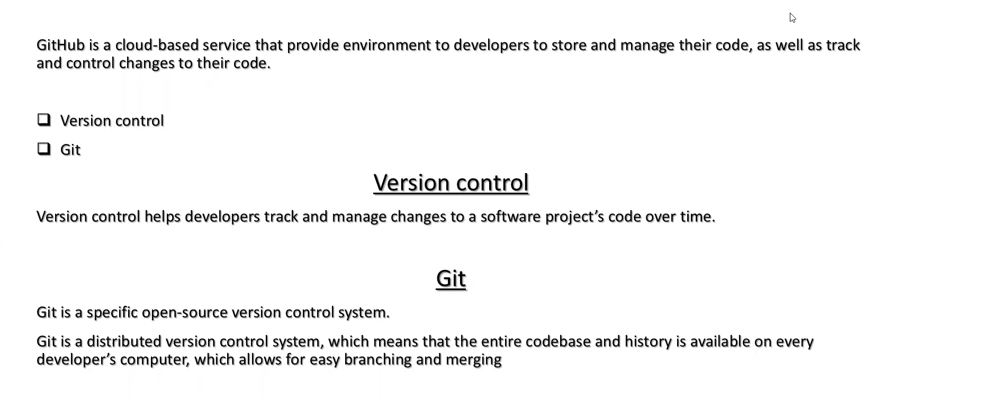 GitHub is a cloud-based service that provide environment to developers to store and manage their code, as well as track
and control changes to their code.
❑ Version control
❑ Git
Version control
Version control helps developers track and manage changes to a software project’s code over time.
Git
Git is a specific open-source version control system.
Git is a distributed version control system, which means that the entire codebase and history is available on every
developer’s computer, which allows for easy branching and merging